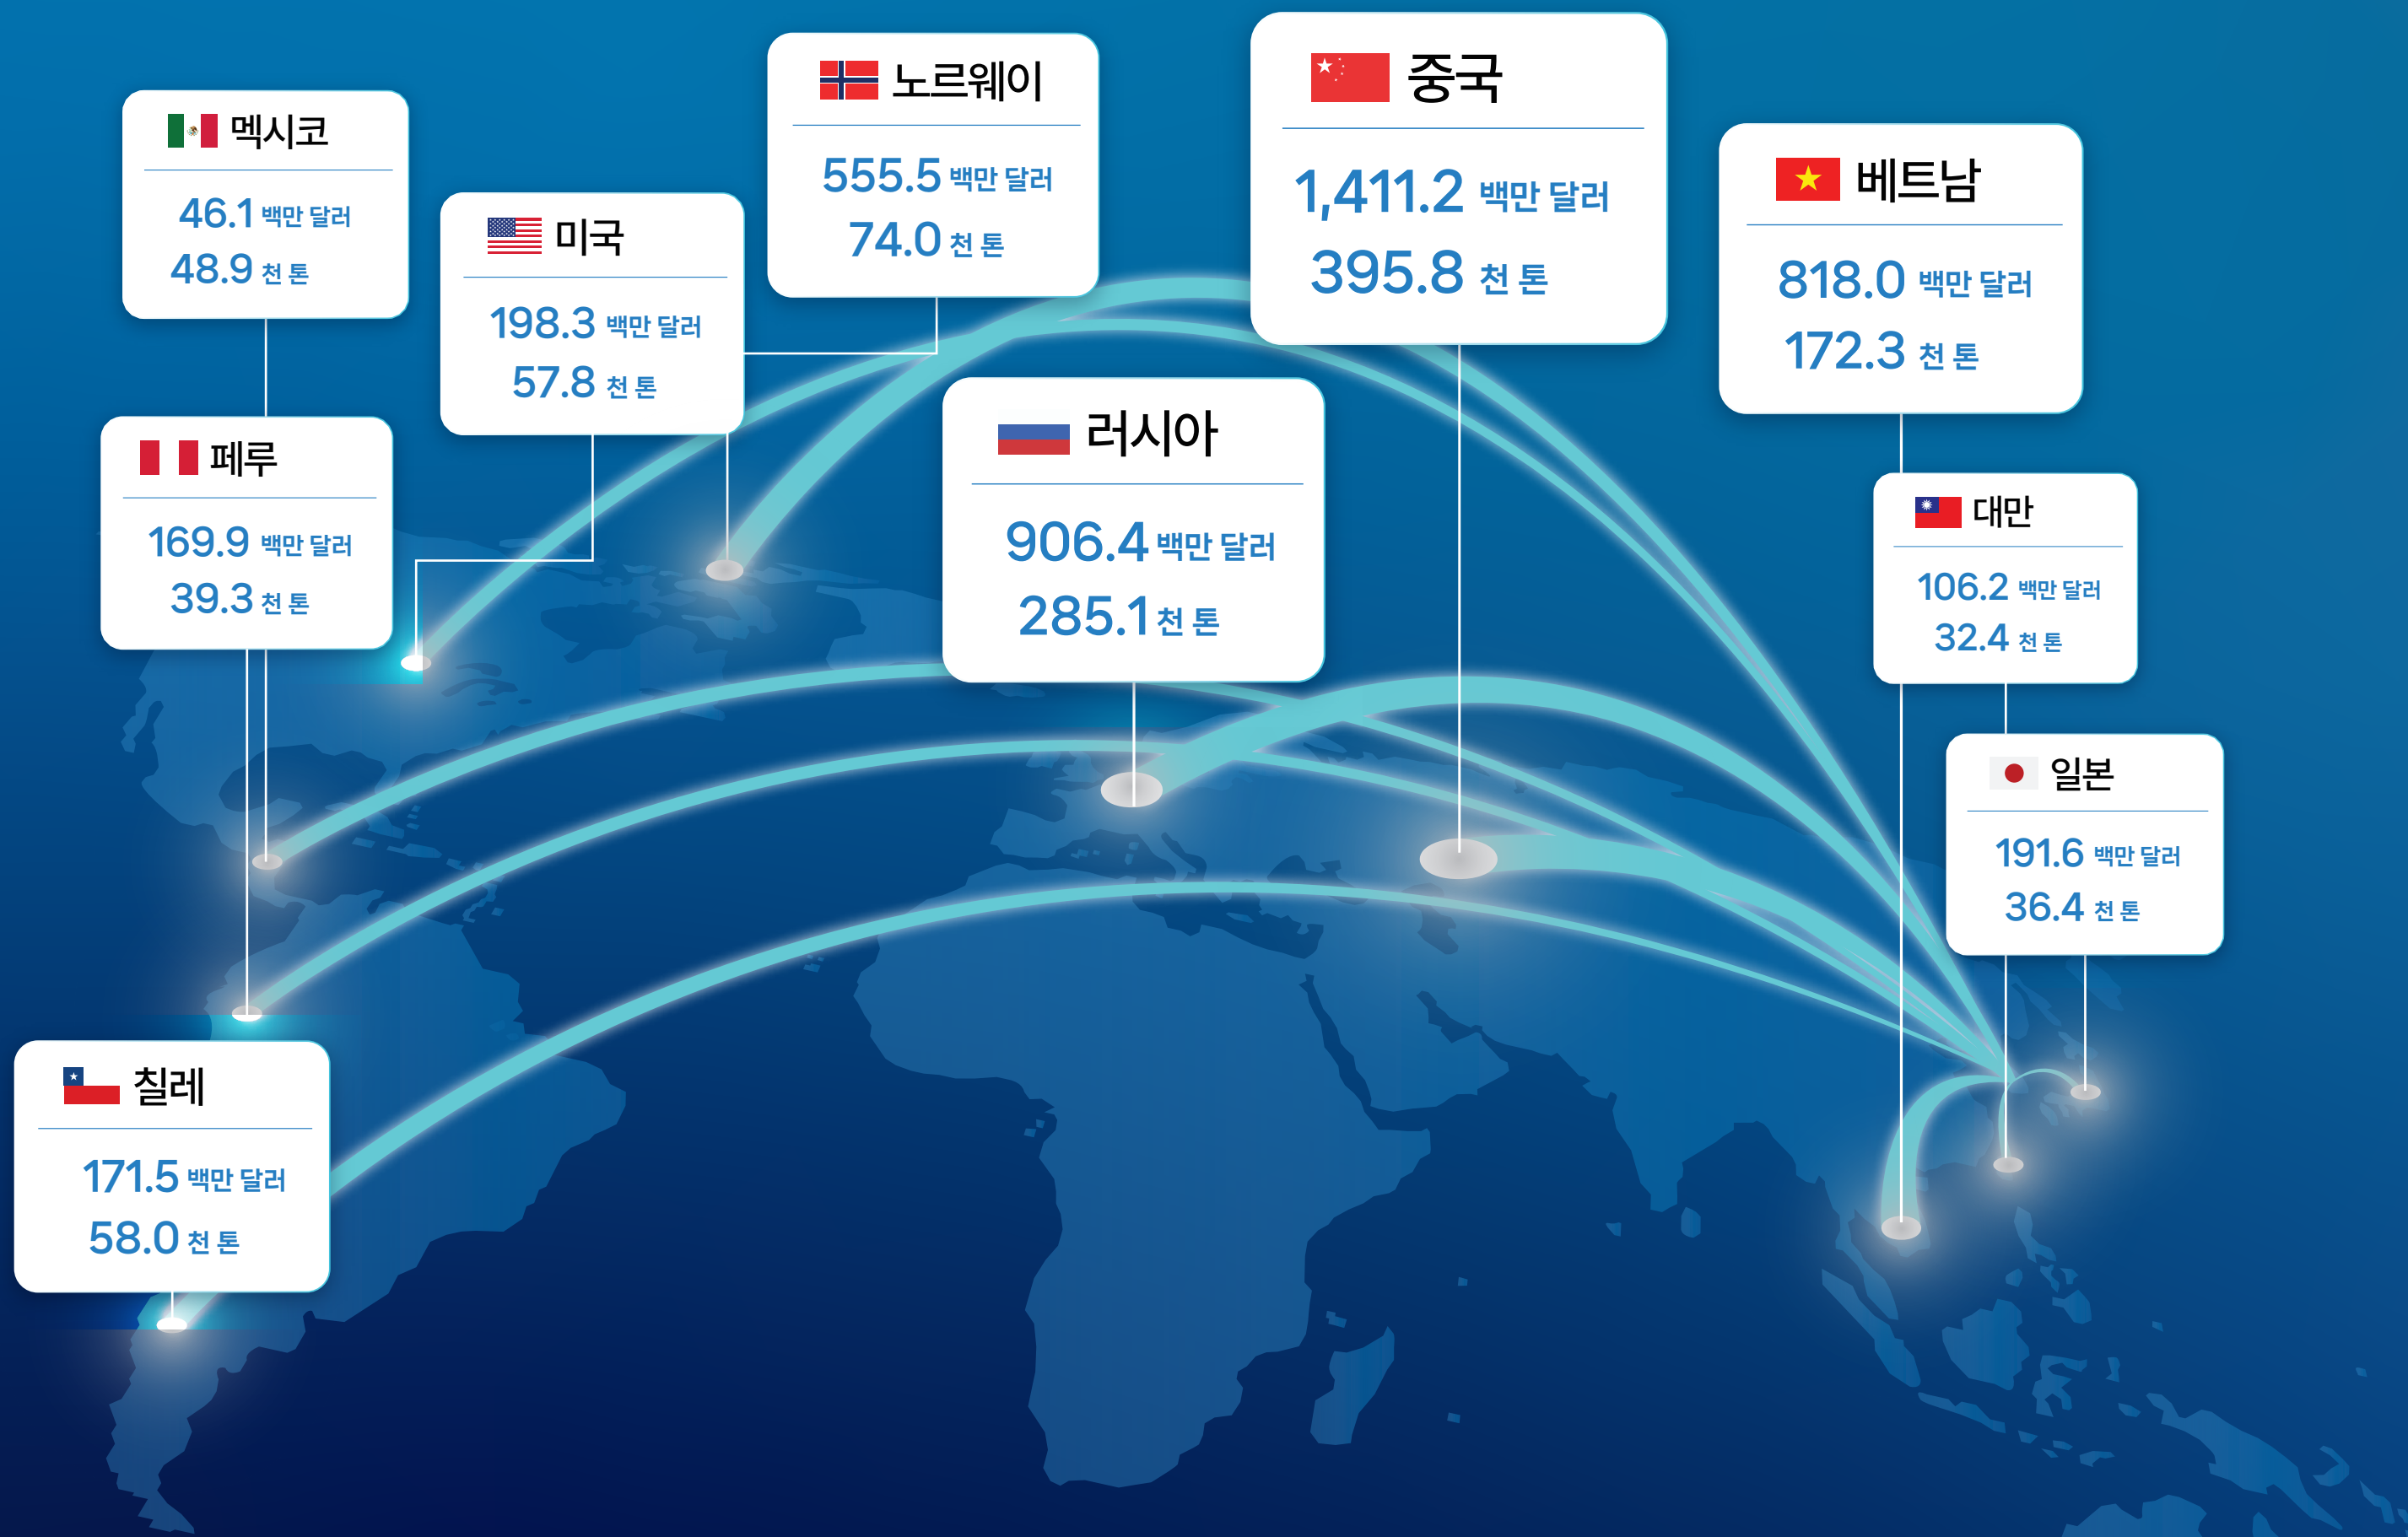 멕시코
46.1 백만 달러
48.9 천 톤
미국
198.3 백만 달러
57.8 천 톤
노르웨이
555.5 백만 달러
74.0 천 톤
중국
1,411.2 백만 달러
395.8 천 톤
베트남
818.0 백만 달러
172.3 천 톤
페루
169.9 백만 달러
39.3 천 톤
러시아
906.4 백만 달러
285.1 천 톤
대만
106.2 백만 달러
32.4 천 톤
일본
191.6 백만 달러
36.4 천 톤
칠레
171.5 백만 달러
58.0 천 톤